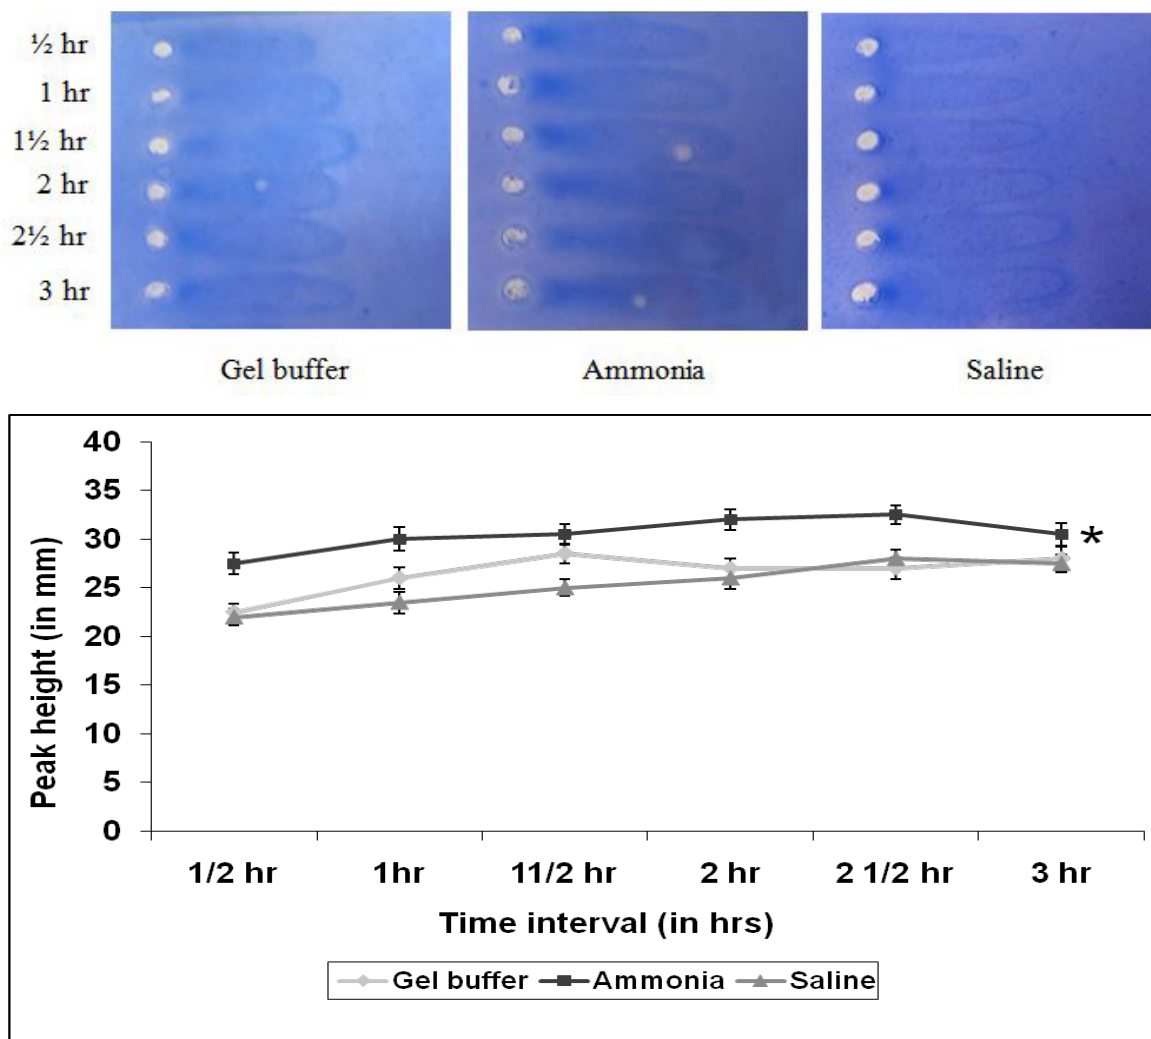 ½ hr
1 hr
1½ hr
2 hr
2½ hr
3 hr
Gel buffer Ammonia Saline
40
35
30
25
20
15
10
5
0
Peak height (in mm)
*
1/2 hr 1hr 11/2 hr 2 hr 2 1/2 hr 3 hr
Time interval (in hrs)
Gel buffer Ammonia Saline